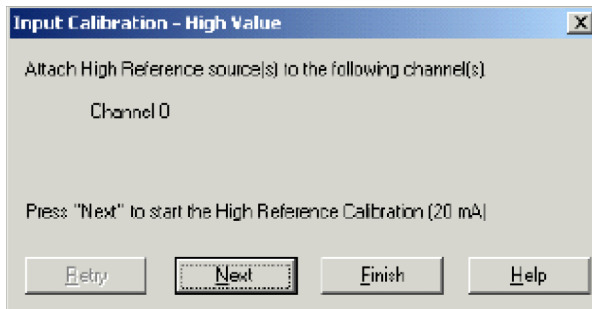 Input Calibration - High Value
Attach High Reference source(s) to the following channel(s)
Channel 0
Press "Next" to start the High Reference Calibration (20 mA)
Retry Next Finish Help